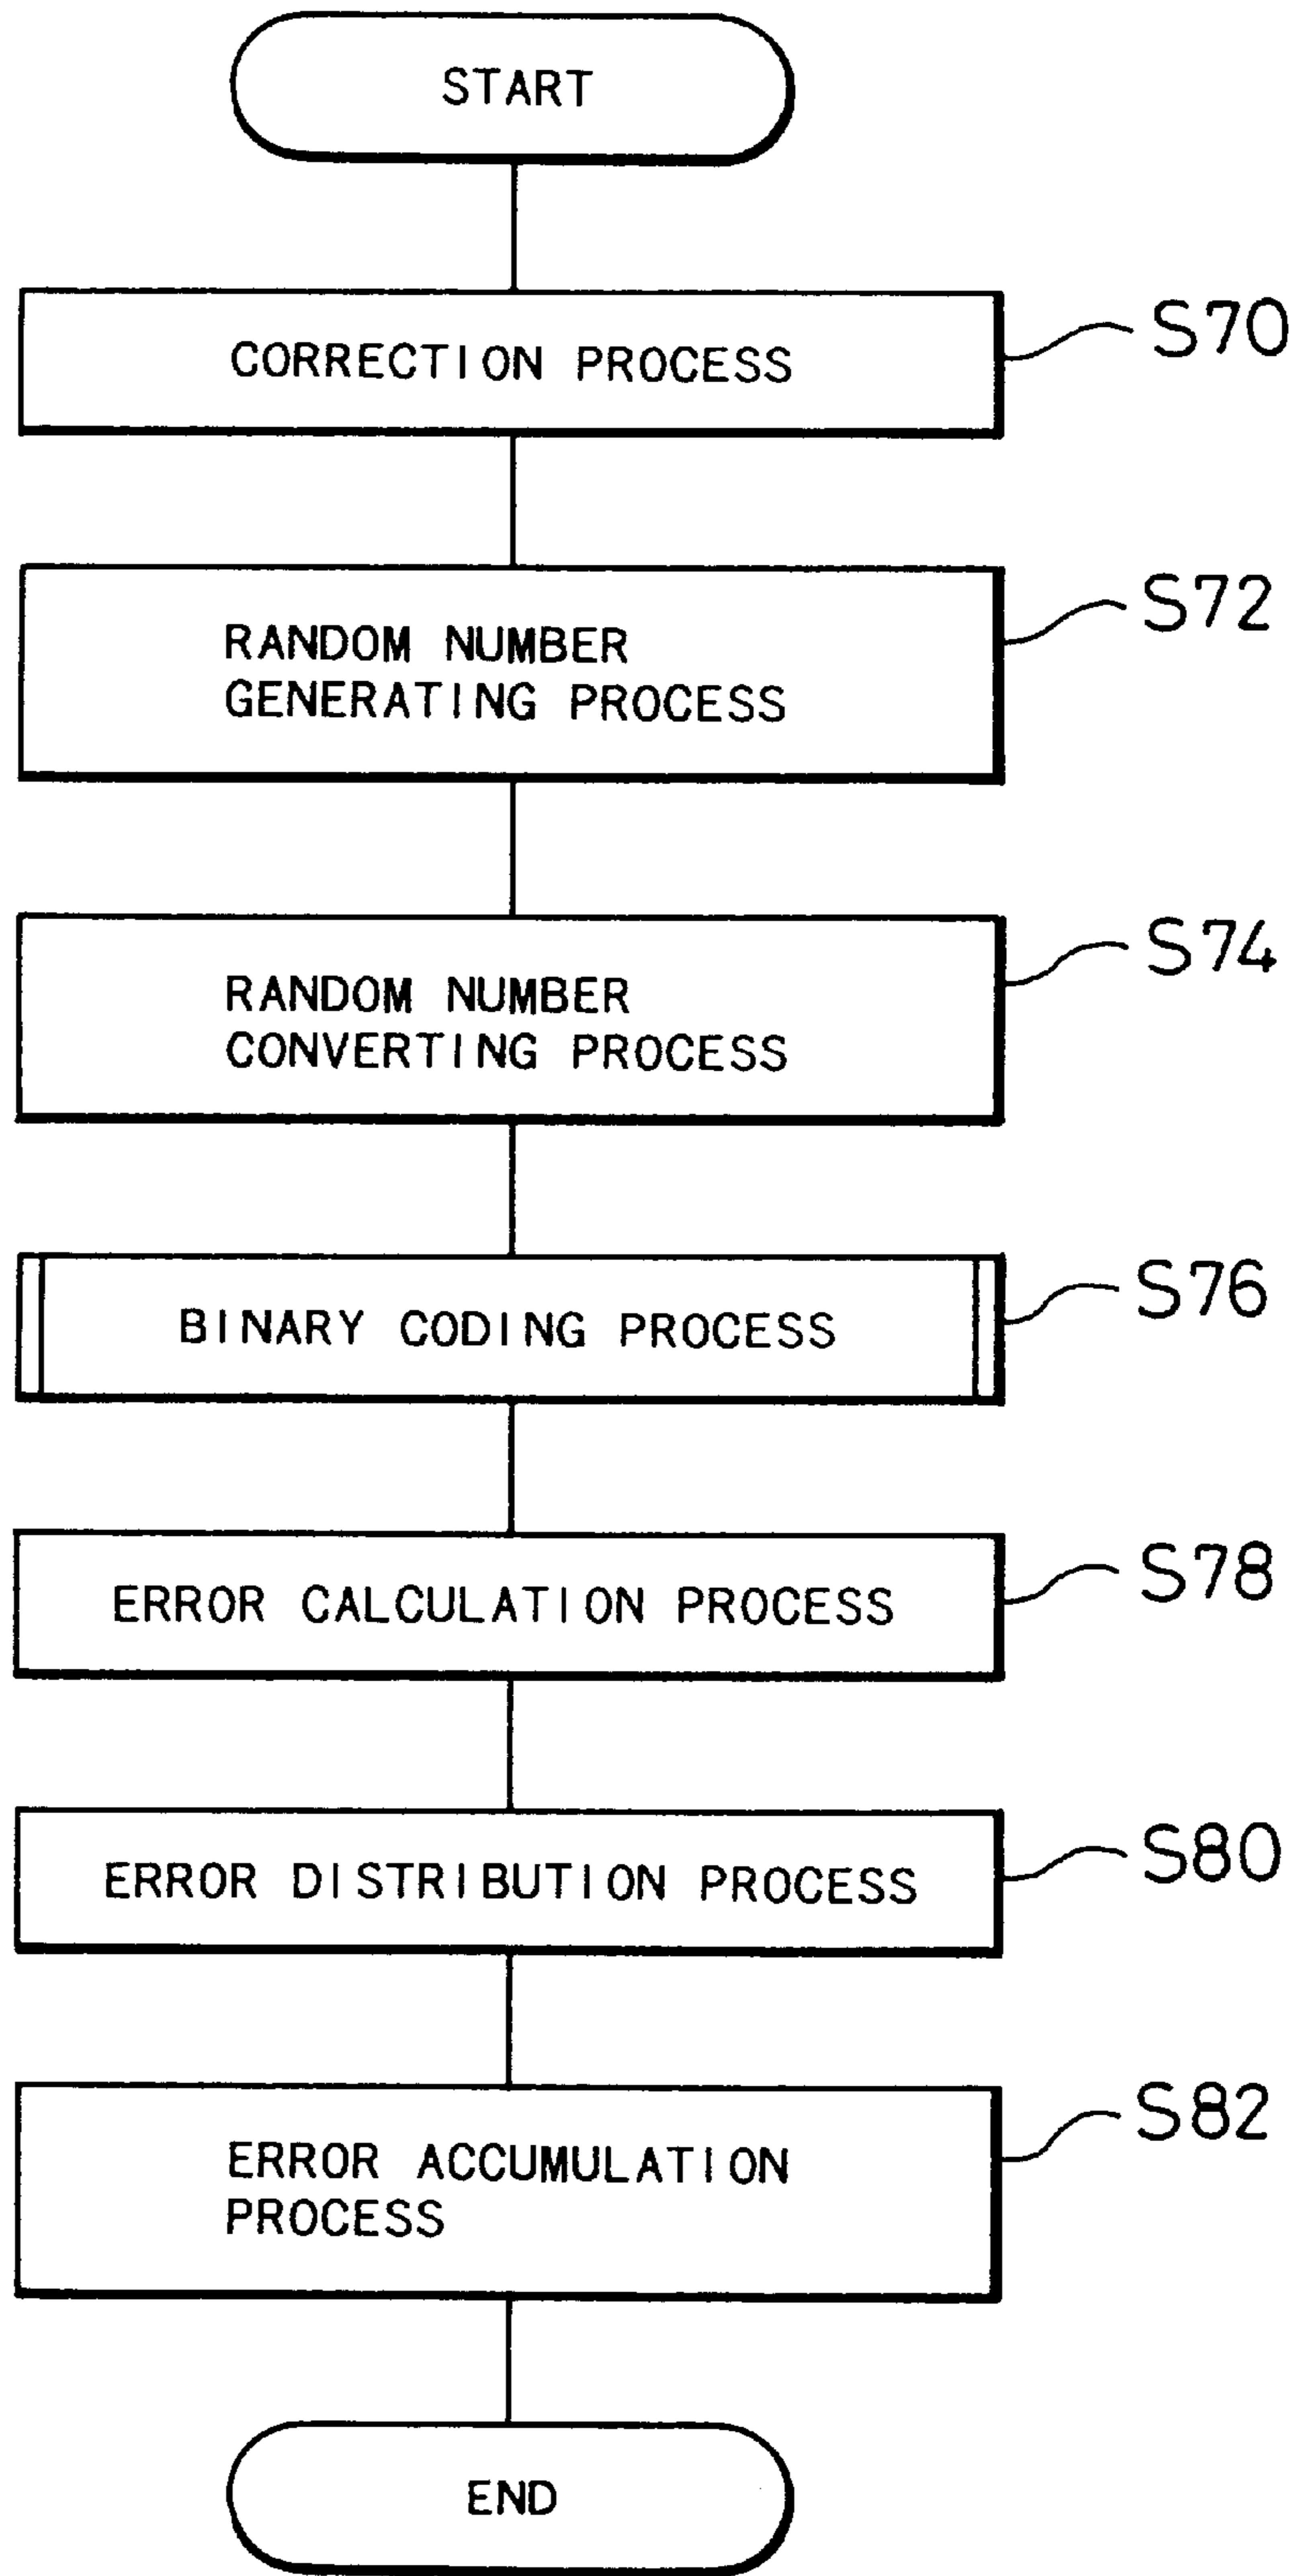 START
CORRECTION PROCESS
S70
RANDOM NUMBER
GENERATING PROCESS
S72
RANDOM NUMBER
CONVERTING PROCESS
S74
BINARY CODING PROCESS
S76
ERROR CALCULATION PROCESS
S78
ERROR DISTRIBUTION PROCESS
S80
ERROR ACCUMULATION
PROCESS
S82
END